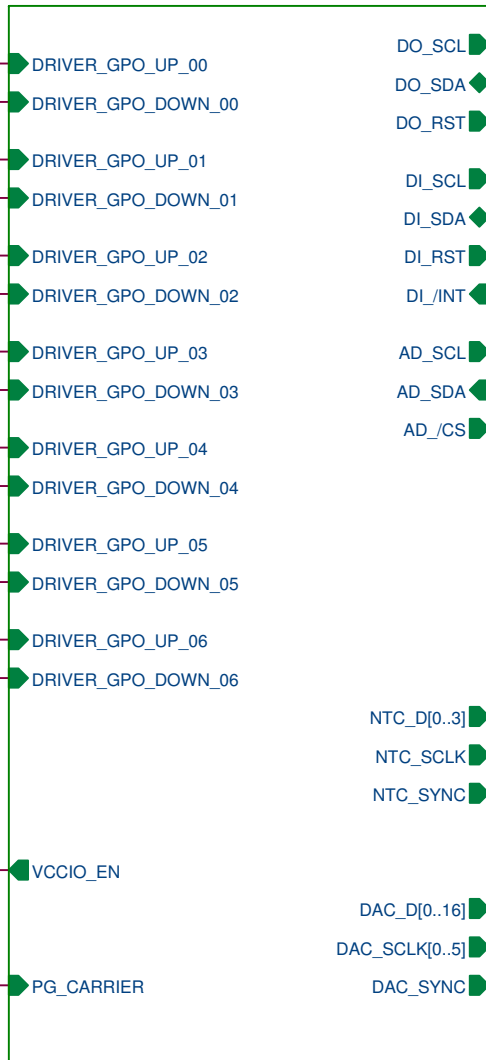 DRIVER_GPO_UP_00
DRIVER_GPO_DOWN_00
DRIVER_GPO_UP_01
DRIVER_GPO_DOWN_01
DRIVER_GPO_UP_02
DRIVER_GPO_DOWN_02
DRIVER_GPO_UP_03
DRIVER_GPO_DOWN_03
DRIVER_GPO_UP_04
DRIVER_GPO_DOWN_04
DRIVER_GPO_UP_05
DRIVER_GPO_DOWN_05
DRIVER_GPO_UP_06
DRIVER_GPO_DOWN_06
VCCIO_EN
PG_CARRIER
DO_SCL
DO_SDA
DO_RST
DI_SCL
DI_SDA
DI_RST
DI_/INT
AD_SCL
AD_SDA
AD_/CS
NTC_D[0..3]
NTC_SCLK
NTC_SYNC
DAC_D[0..16]
DAC_SCLK[0..5]
DAC_SYNC